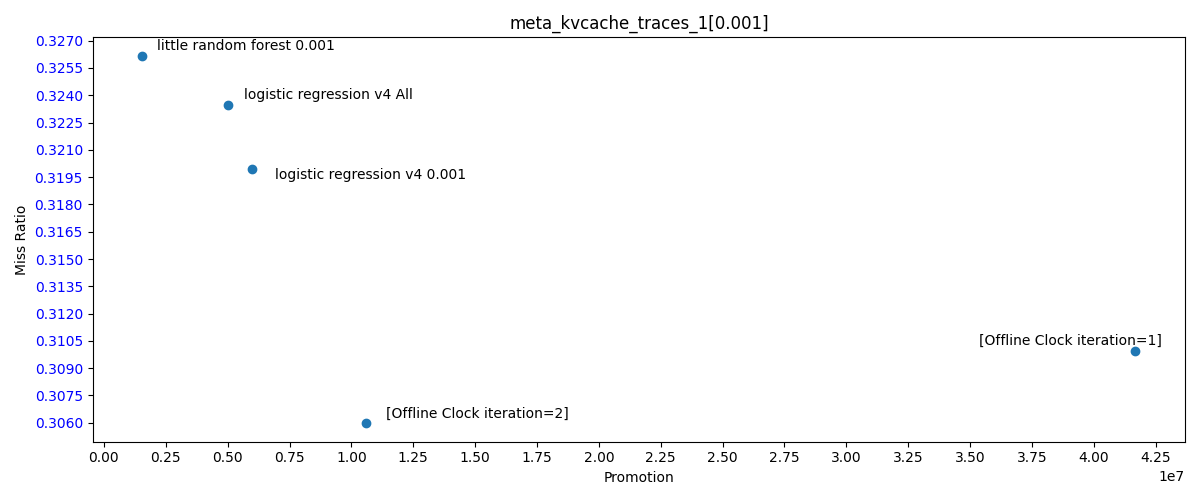 meta_kvcache_traces_1[0.001]
0.3270
0.3255
0.3240
0.3225
0.3210
0.3195
0.3180
0.3165
0.3150
0.3135
0.3120
0.3105
0.3090
0.3075
0.3060
Miss Ratio
little random forest 0.001
logistic regression v4 All
logistic regression v4 0.001
[Offline Clock iteration=1]
[Offline Clock iteration=2]
0.00 0.25 0.50 0.75 1.00 1.25 1.50 1.75 2.00 2.25 2.50 2.75 3.00 3.25 3.50 3.75 4.00 4.25
Promotion
1e7